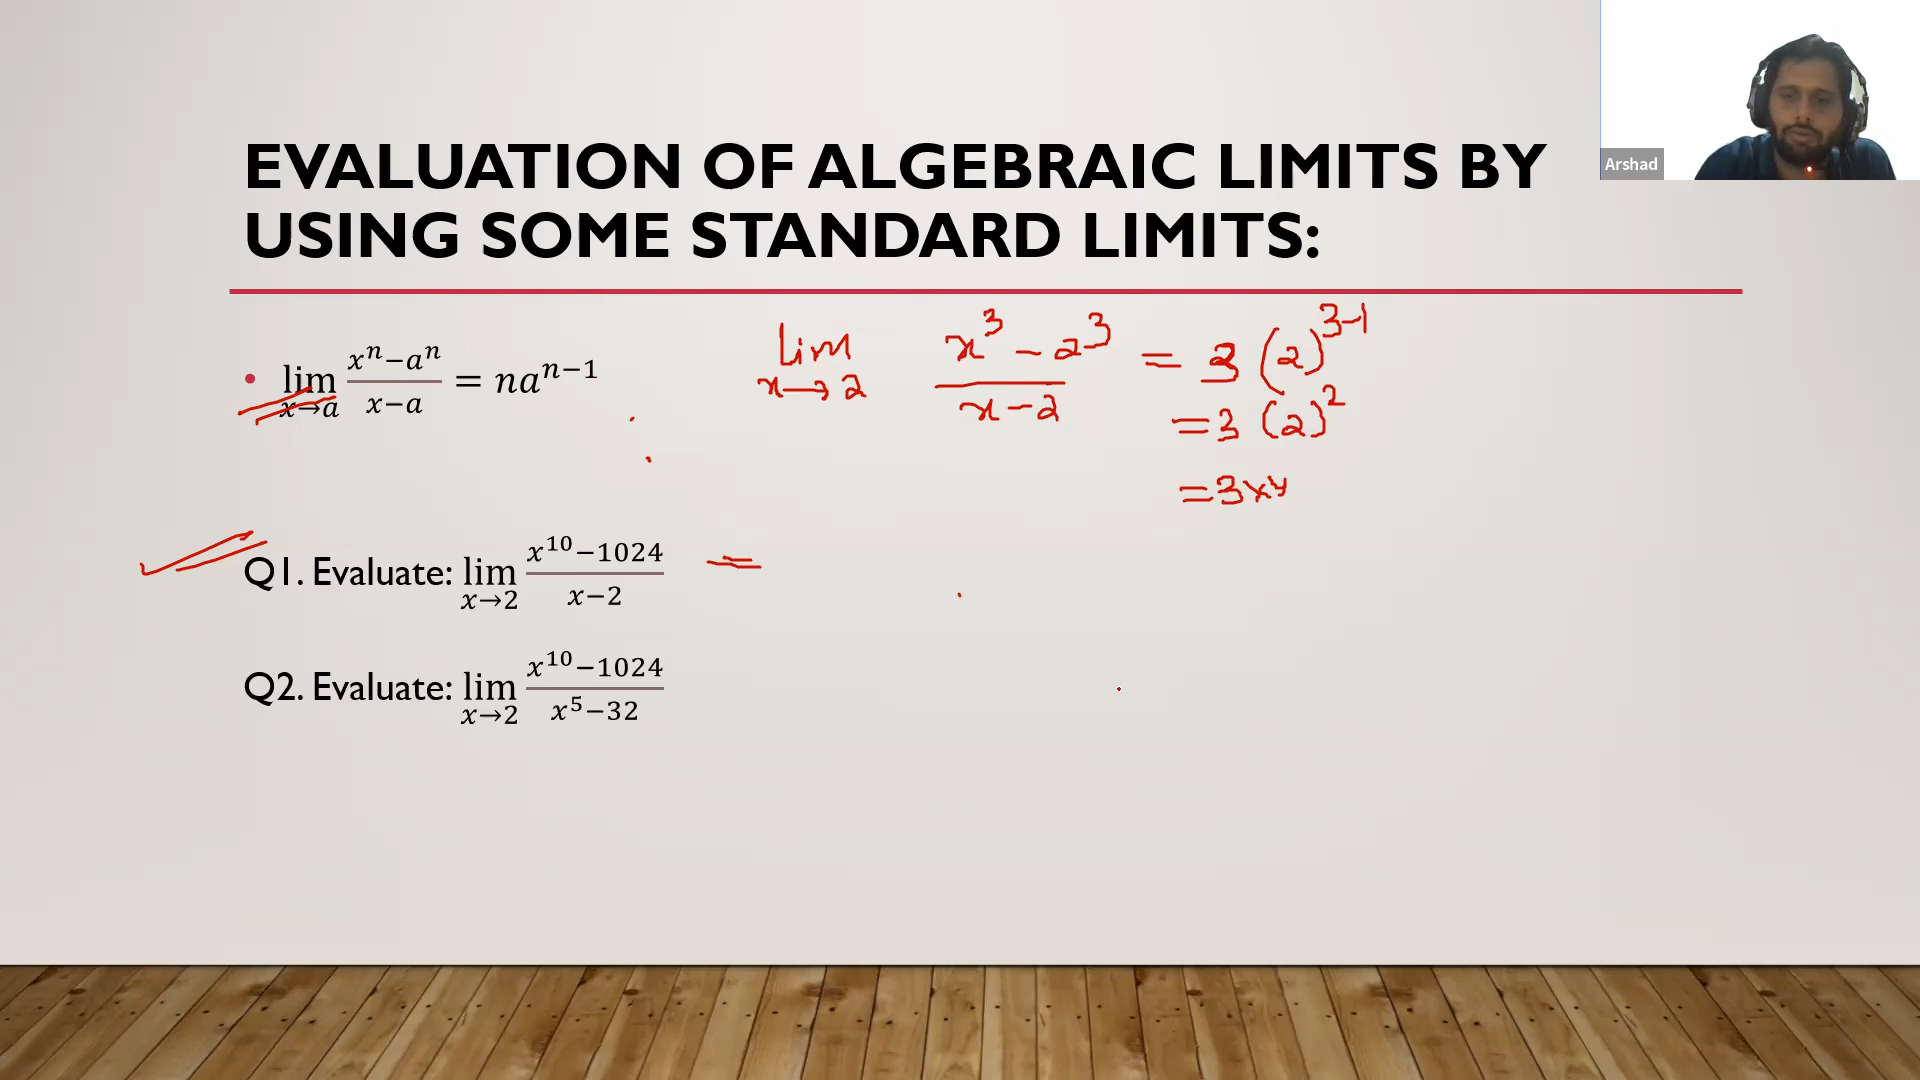 Arshad
EVALUATION OF ALGEBRAIC LIMITS BY
USING SOME STANDARD LIMITS:
• lim x→a (xⁿ−aⁿ)/(x−a) = naⁿ⁻¹
lim x→2 (x³−2³)/(x−2) = 3(2)³⁻¹
= 3(2)²
= 3×4
Q1. Evaluate: lim x→2 (x¹⁰−1024)/(x−2) =
Q2. Evaluate: lim x→2 (x¹⁰−1024)/(x⁵−32)